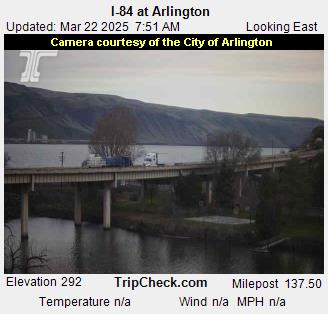 I-84 at Arlington
Updated: Mar 22 2025 7:51 AM Looking East
Camera courtesy of the City of Arlington
Elevation 292 TripCheck.com Milepost 137.50
Temperature n/a Wind n/a MPH n/a